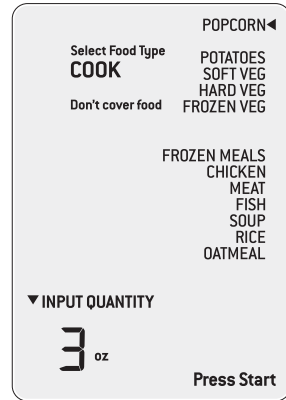 POPCORN◀
Select Food Type
COOK
Don't cover food
POTATOES
SOFT VEG
HARD VEG
FROZEN VEG
FROZEN MEALS
CHICKEN
MEAT
FISH
SOUP
RICE
OATMEAL
▼INPUT QUANTITY
3 oz
Press Start